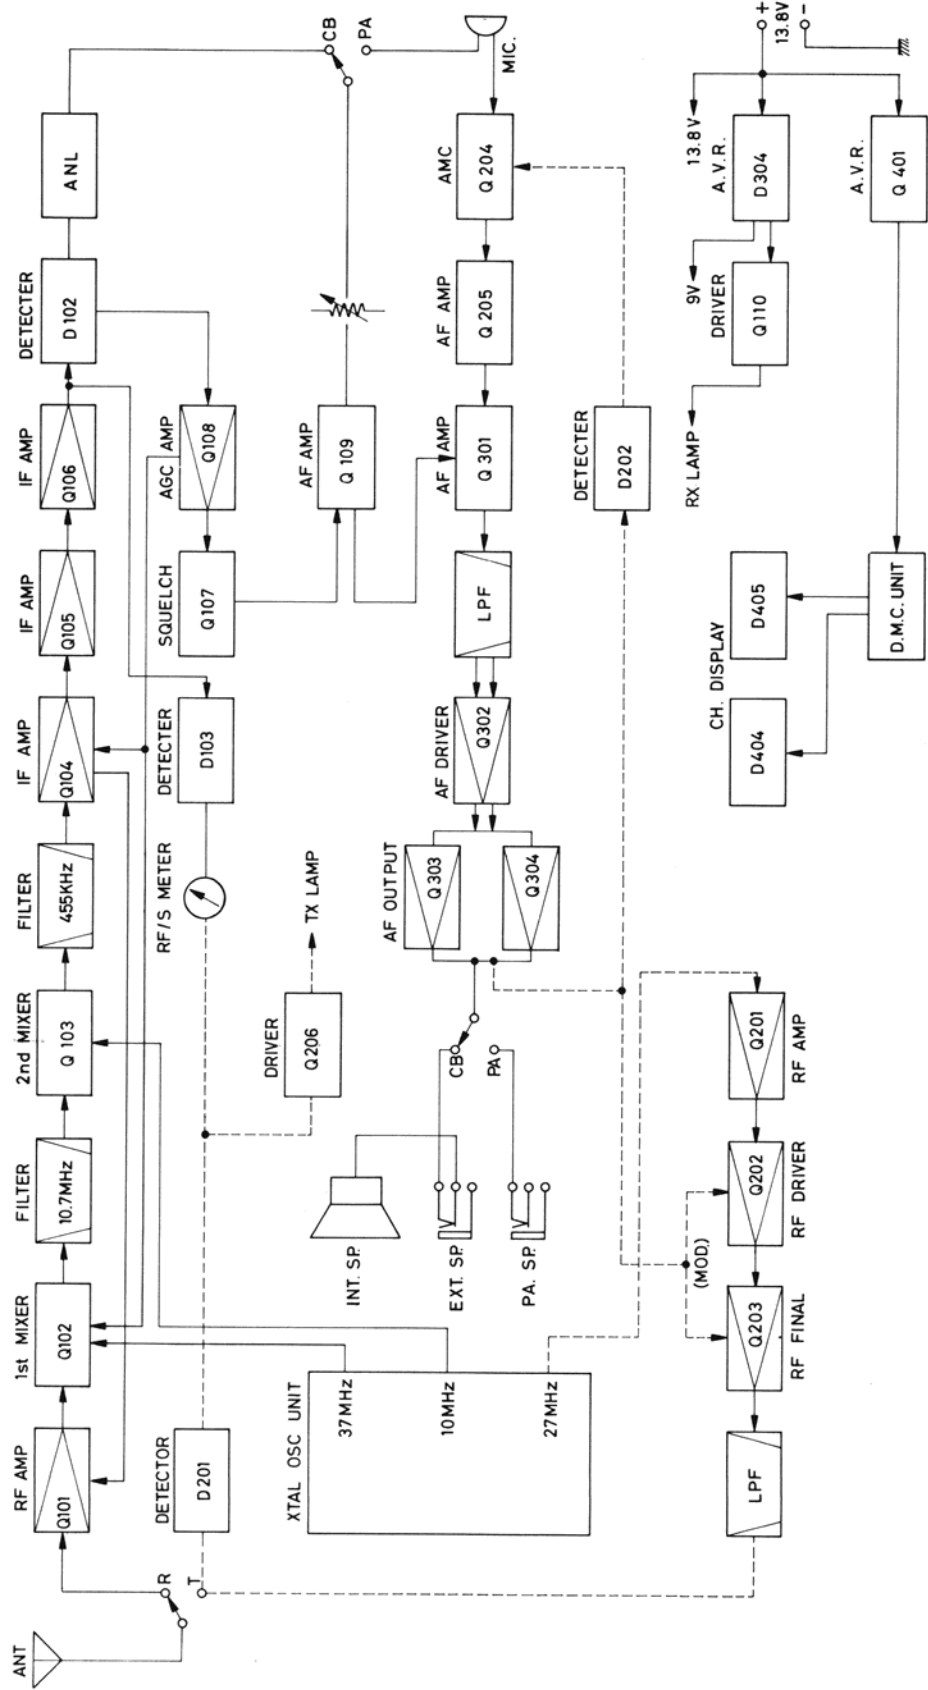 ANT
R
T
RF AMP
Q101
1st MIXER
Q102
FILTER
10.7MHz
2nd MIXER
Q 103
FILTER
455KHz
IF AMP
Q104
IF AMP
Q105
IF AMP
Q106
DETECTER
D102
ANL
CB
PA
MIC.
DETECTOR
D201
RF/S METER
DETECTER
D103
SQUELCH
Q107
AGC AMP
Q108
DRIVER
Q206
TX LAMP
AF AMP
Q 109
XTAL OSC UNIT
37MHz
10MHz
27MHz
INT. SP.
EXT. SP.
PA. SP.
CB
PA
AF OUTPUT
Q303
Q304
AF DRIVER
Q302
LPF
AF AMP
Q 301
AF AMP
Q 205
AMC
Q 204
DETECTER
D202
(MOD.)
LPF
Q203
RF FINAL
Q202
RF DRIVER
Q201
RF AMP
CH. DISPLAY
D404
D405
D.M.C. UNIT
RX LAMP
DRIVER
Q110
9V
13.8V
A.V.R.
D304
A.V.R.
Q 401
+
13.8V
−